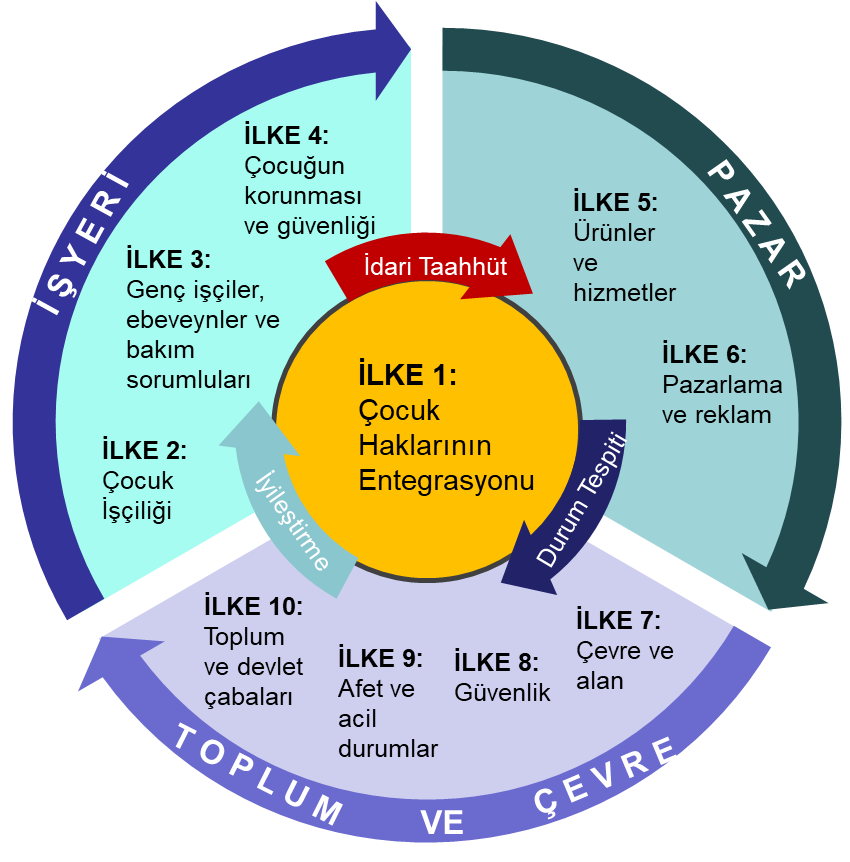 İŞYERİ
İLKE 4:
Çocuğun
korunması
ve güvenliği
İLKE 3:
Genç işçiler,
ebeveynler ve
bakım
sorumluları
İLKE 2:
Çocuk
İşçiliği
PAZAR
İLKE 5:
Ürünler
ve
hizmetler
İLKE 6:
Pazarlama
ve reklam
İdari Taahhüt
İLKE 1:
Çocuk
Haklarının
Entegrasyonu
Durum Tespiti
İyileştirme
İLKE 7:
Çevre ve
alan
İLKE 8:
Güvenlik
İLKE 9:
Afet ve
acil
durumlar
İLKE 10:
Toplum
ve devlet
çabaları
TOPLUM VE ÇEVRE